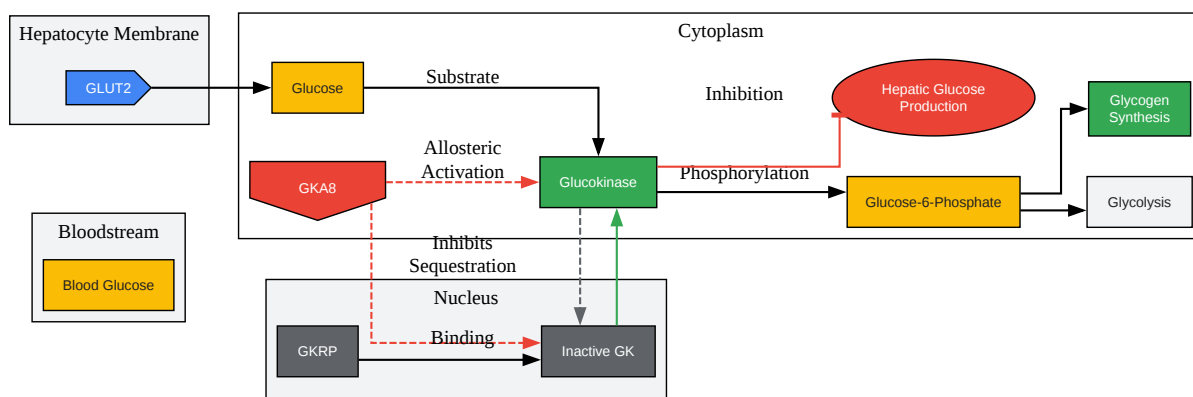 Hepatocyte Membrane
GLUT2
Cytoplasm
Glucose
Substrate
Inhibition
Hepatic Glucose
Production
Glycogen
Synthesis
GKA8
Allosteric
Activation
Glucokinase
Phosphorylation
Glucose-6-Phosphate
Glycolysis
Bloodstream
Blood Glucose
Inhibits
Sequestration
Nucleus
GKRP
Binding
Inactive GK